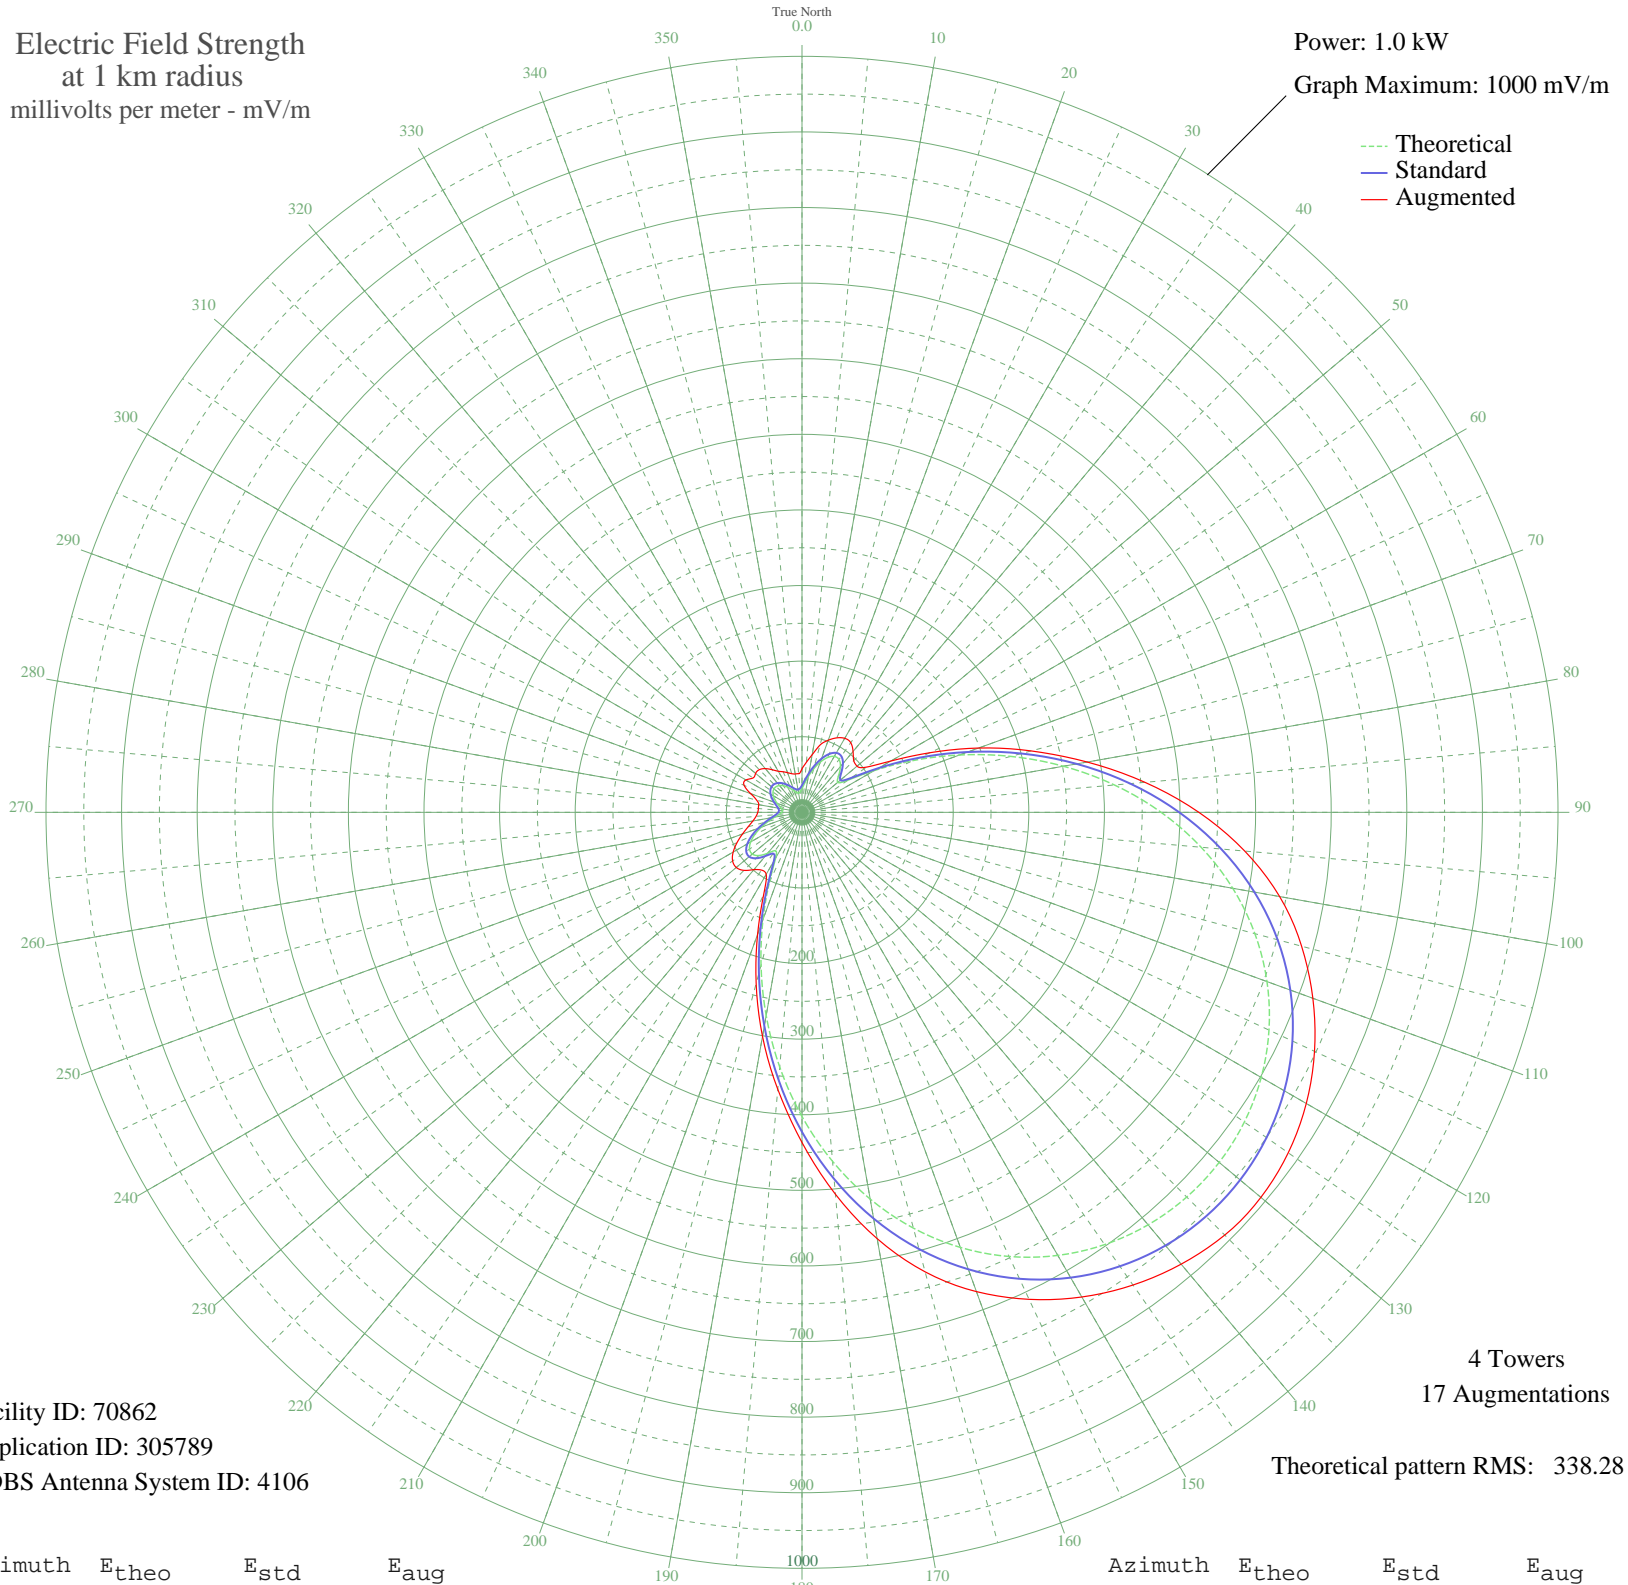 True North
Electric Field Strength
at 1 km radius
millivolts per meter - mV/m
Power: 1.0 kW
Graph Maximum: 1000 mV/m
Theoretical
Standard
Augmented
0.0
10
20
30
40
50
60
70
80
90
100
110
120
130
140
150
160
170
190
200
210
220
230
240
250
260
270
280
290
300
310
320
330
340
350
200
300
400
500
600
700
800
900
1000
4 Towers
17 Augmentations
Theoretical pattern RMS: 338.28
cility ID: 70862
plication ID: 305789
DBS Antenna System ID: 4106
imuth Etheo Estd Eaug
Azimuth Etheo Estd Eaug